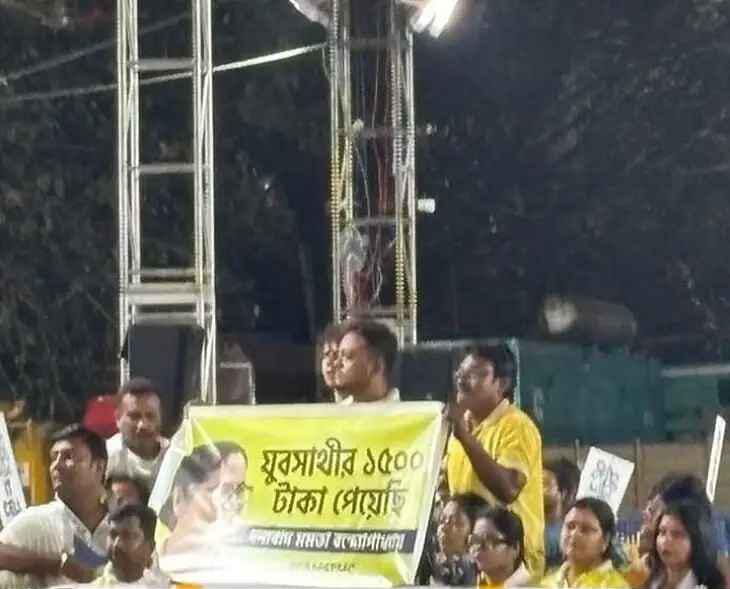 যুবসাথীর ১৫০০
টাকা পেয়েছি
ধন্যবাদ মমতা বন্দ্যোপাধ্যায়